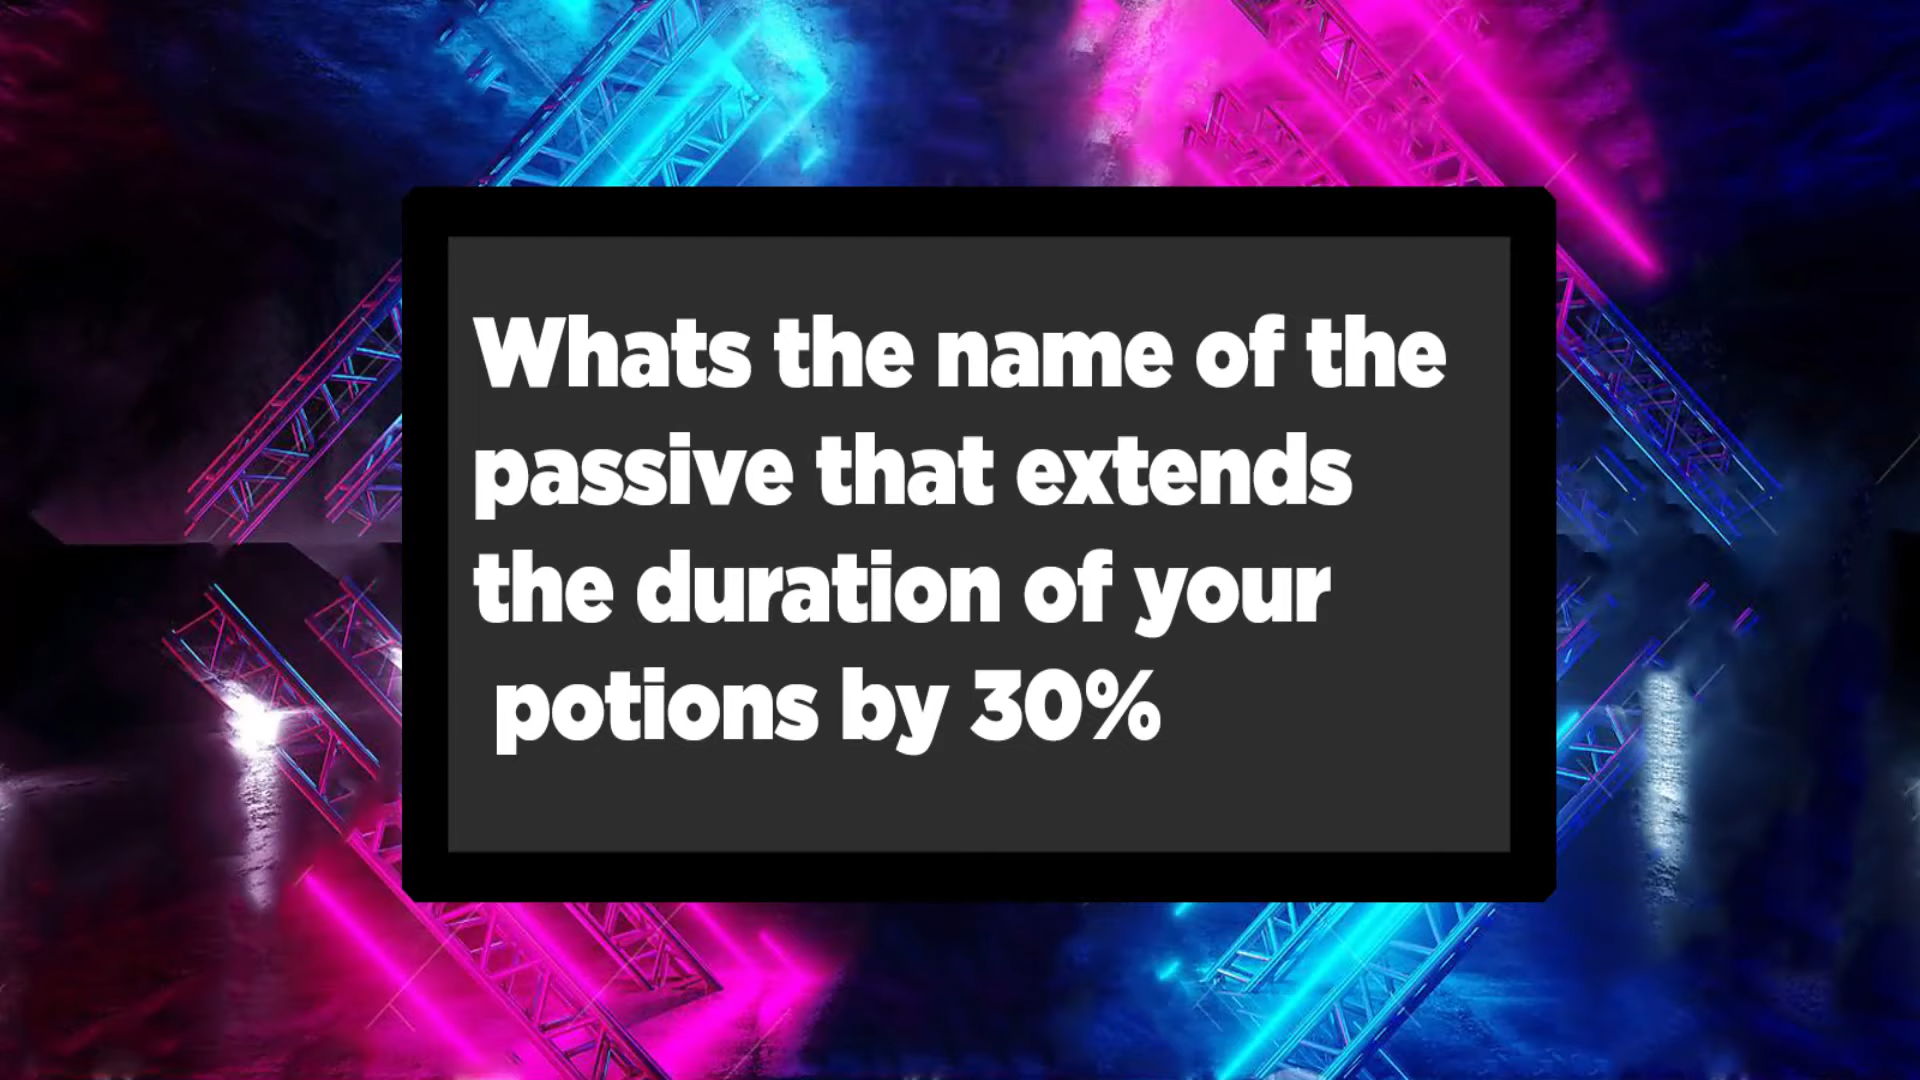 Whats the name of the
passive that extends
the duration of your
potions by 30%